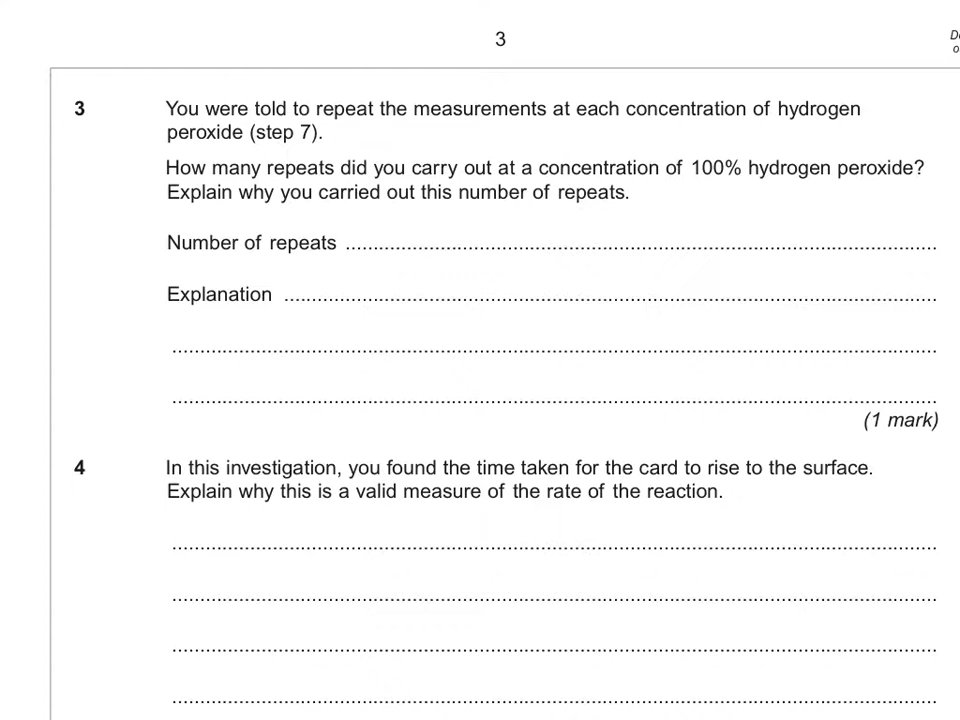 3
3 You were told to repeat the measurements at each concentration of hydrogen
peroxide (step 7).
How many repeats did you carry out at a concentration of 100% hydrogen peroxide?
Explain why you carried out this number of repeats.
Number of repeats ..........................................................................................................
Explanation .....................................................................................................................
.........................................................................................................................................
.........................................................................................................................................
(1 mark)
4 In this investigation, you found the time taken for the card to rise to the surface.
Explain why this is a valid measure of the rate of the reaction.
.........................................................................................................................................
.........................................................................................................................................
.........................................................................................................................................
.........................................................................................................................................